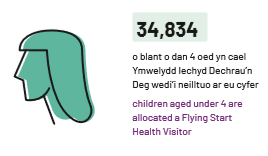 34,834
o blant o dan 4 oed yn cael
Ymwelydd Iechyd Dechrau'n
Deg wedi'i neilltuo ar eu cyfer
children aged under 4 are
allocated a Flying Start
Health Visitor